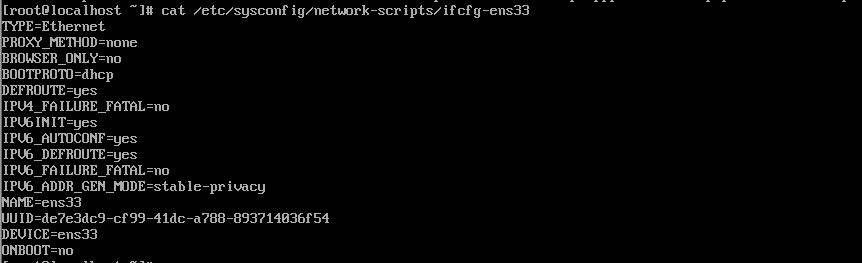 [root@localhost ~]# cat /etc/sysconfig/network-scripts/ifcfg-ens33
TYPE=Ethernet
PROXY_METHOD=none
BROWSER_ONLY=no
BOOTPROTO=dhcp
DEFROUTE=yes
IPV4_FAILURE_FATAL=no
IPV6INIT=yes
IPV6_AUTOCONF=yes
IPV6_DEFROUTE=yes
IPV6_FAILURE_FATAL=no
IPV6_ADDR_GEN_MODE=stable-privacy
NAME=ens33
UUID=de7e3dc9-cf99-41dc-a788-893714036f54
DEVICE=ens33
ONBOOT=no